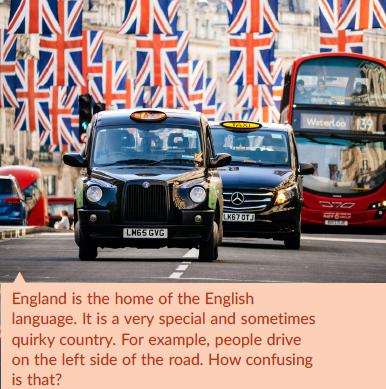 Waterloo 139
TAXI
TAXI
LM65 GVG
LK67 OTJ
England is the home of the English
language. It is a very special and sometimes
quirky country. For example, people drive
on the left side of the road. How confusing
is that?